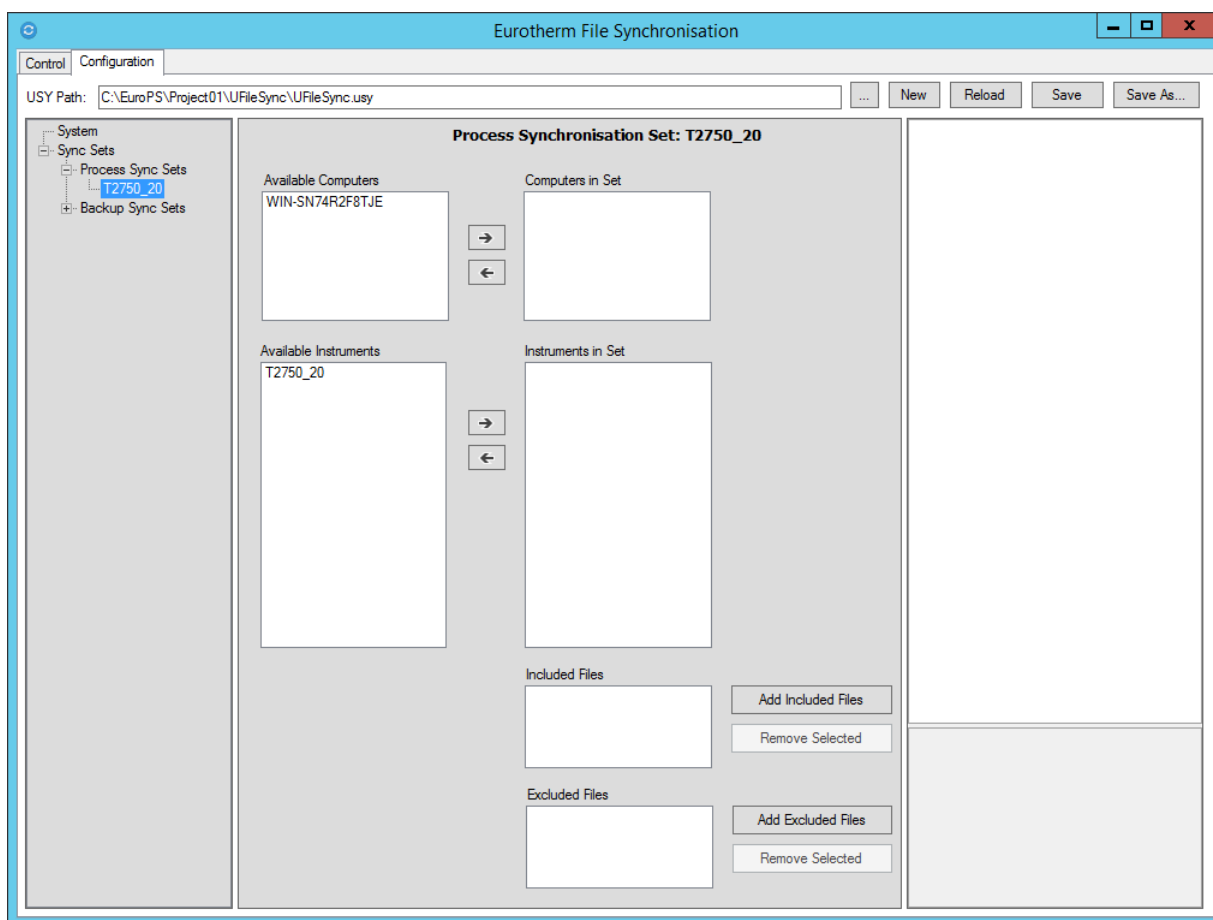 Eurotherm File Synchronisation
Control Configuration
USY Path: C:\EuroPS\Project01\UFileSync\UFileSync.usy ... New Reload Save Save As...
System
Sync Sets
Process Sync Sets
T2750_20
Backup Sync Sets
Process Synchronisation Set: T2750_20
Available Computers Computers in Set
WIN-SN74R2F8TJE
Available Instruments Instruments in Set
T2750_20
Included Files
Add Included Files
Remove Selected
Excluded Files
Add Excluded Files
Remove Selected